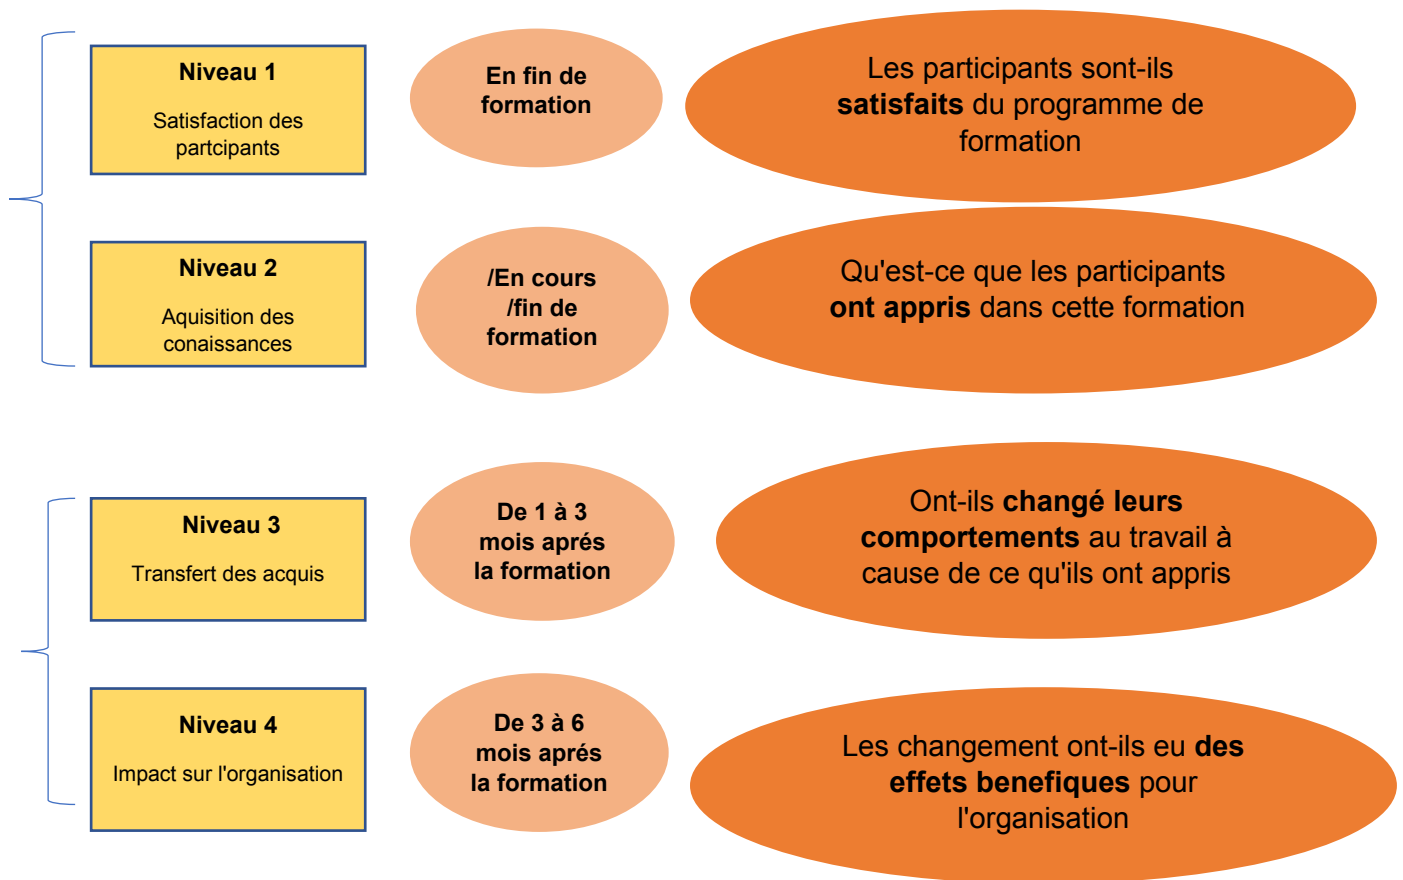 Niveau 1
Satisfaction des
partcipants
En fin de
formation
Les participants sont-ils
satisfaits du programme de
formation
Niveau 2
Aquisition des
conaissances
/En cours
/fin de
formation
Qu'est-ce que les participants
ont appris dans cette formation
Niveau 3
Transfert des acquis
De 1 à 3
mois aprés
la formation
Ont-ils changé leurs
comportements au travail à
cause de ce qu'ils ont appris
Niveau 4
Impact sur l'organisation
De 3 à 6
mois aprés
la formation
Les changement ont-ils eu des
effets benefiques pour
l'organisation